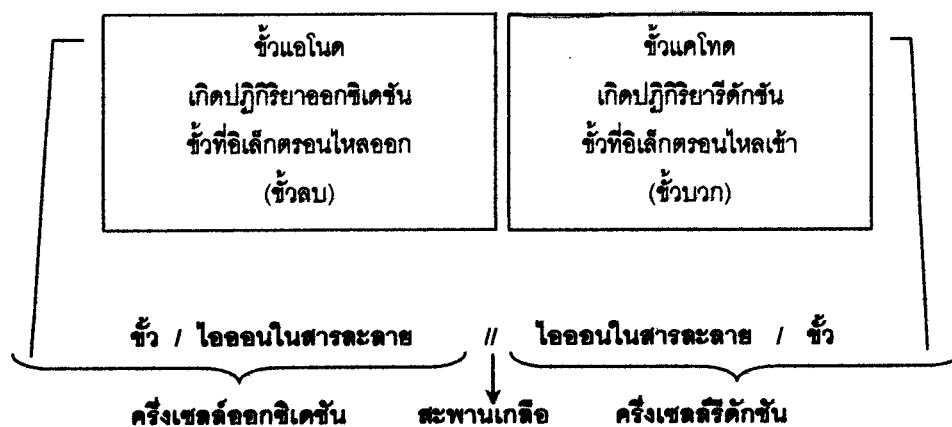 ขั้วแอโนด
เกิดปฏิกิริยาออกซิเดชัน
ขั้วที่อิเล็กตรอนไหลออก
(ขั้วลบ)
ขั้วแคโทด
เกิดปฏิกิริยารีดักชัน
ขั้วที่อิเล็กตรอนไหลเข้า
(ขั้วบวก)
ขั้ว / ไอออนในสารละลาย // ไอออนในสารละลาย / ขั้ว
ครึ่งเซลล์ออกซิเดชัน สะพานเกลือ ครึ่งเซลล์รีดักชัน